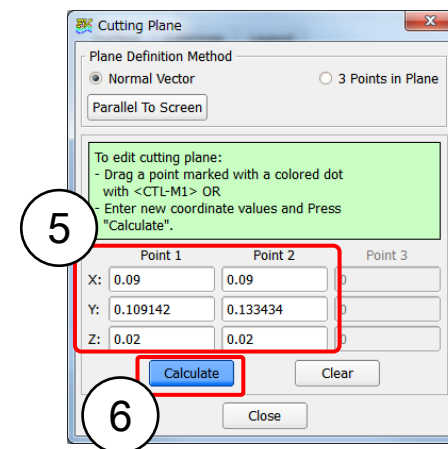 Cutting Plane
Plane Definition Method
Normal Vector 3 Points in Plane
Parallel To Screen
To edit cutting plane:
- Drag a point marked with a colored dot
with <CTL-M1> OR
- Enter new coordinate values and Press
"Calculate".
5
Point 1 Point 2 Point 3
X: 0.09 0.09 0
Y: 0.109142 0.133434 0
Z: 0.02 0.02 0
Calculate Clear
6
Close